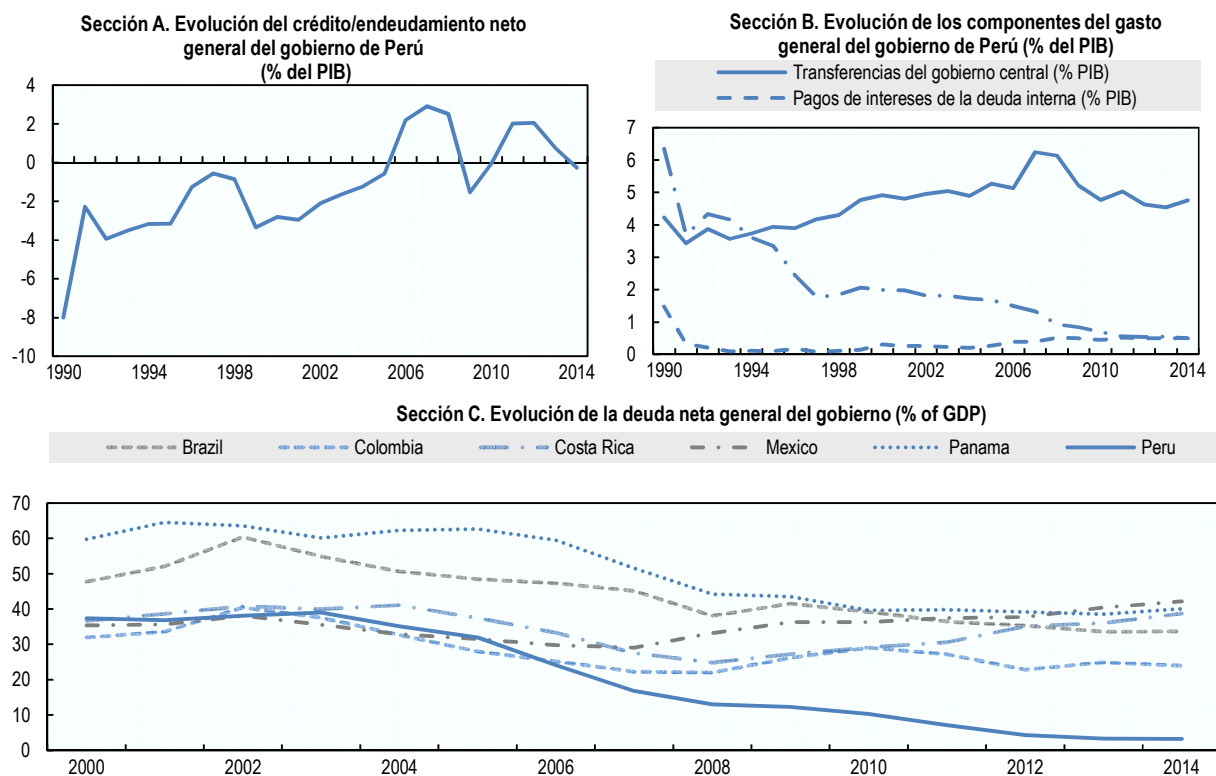 Sección A. Evolución del crédito/endeudamiento neto
general del gobierno de Perú
(% del PIB)
4
2
0
-2
-4
-6
-8
-10
1990 1994 1998 2002 2006 2010 2014
Sección B. Evolución de los componentes del gasto
general del gobierno de Perú (% del PIB)
Transferencias del gobierno central (% PIB)
Pagos de intereses de la deuda interna (% PIB)
7
6
5
4
3
2
1
0
1990 1994 1998 2002 2006 2010 2014
Sección C. Evolución de la deuda neta general del gobierno (% of GDP)
Brazil Colombia Costa Rica Mexico Panama Peru
70
60
50
40
30
20
10
0
2000 2002 2004 2006 2008 2010 2012 2014